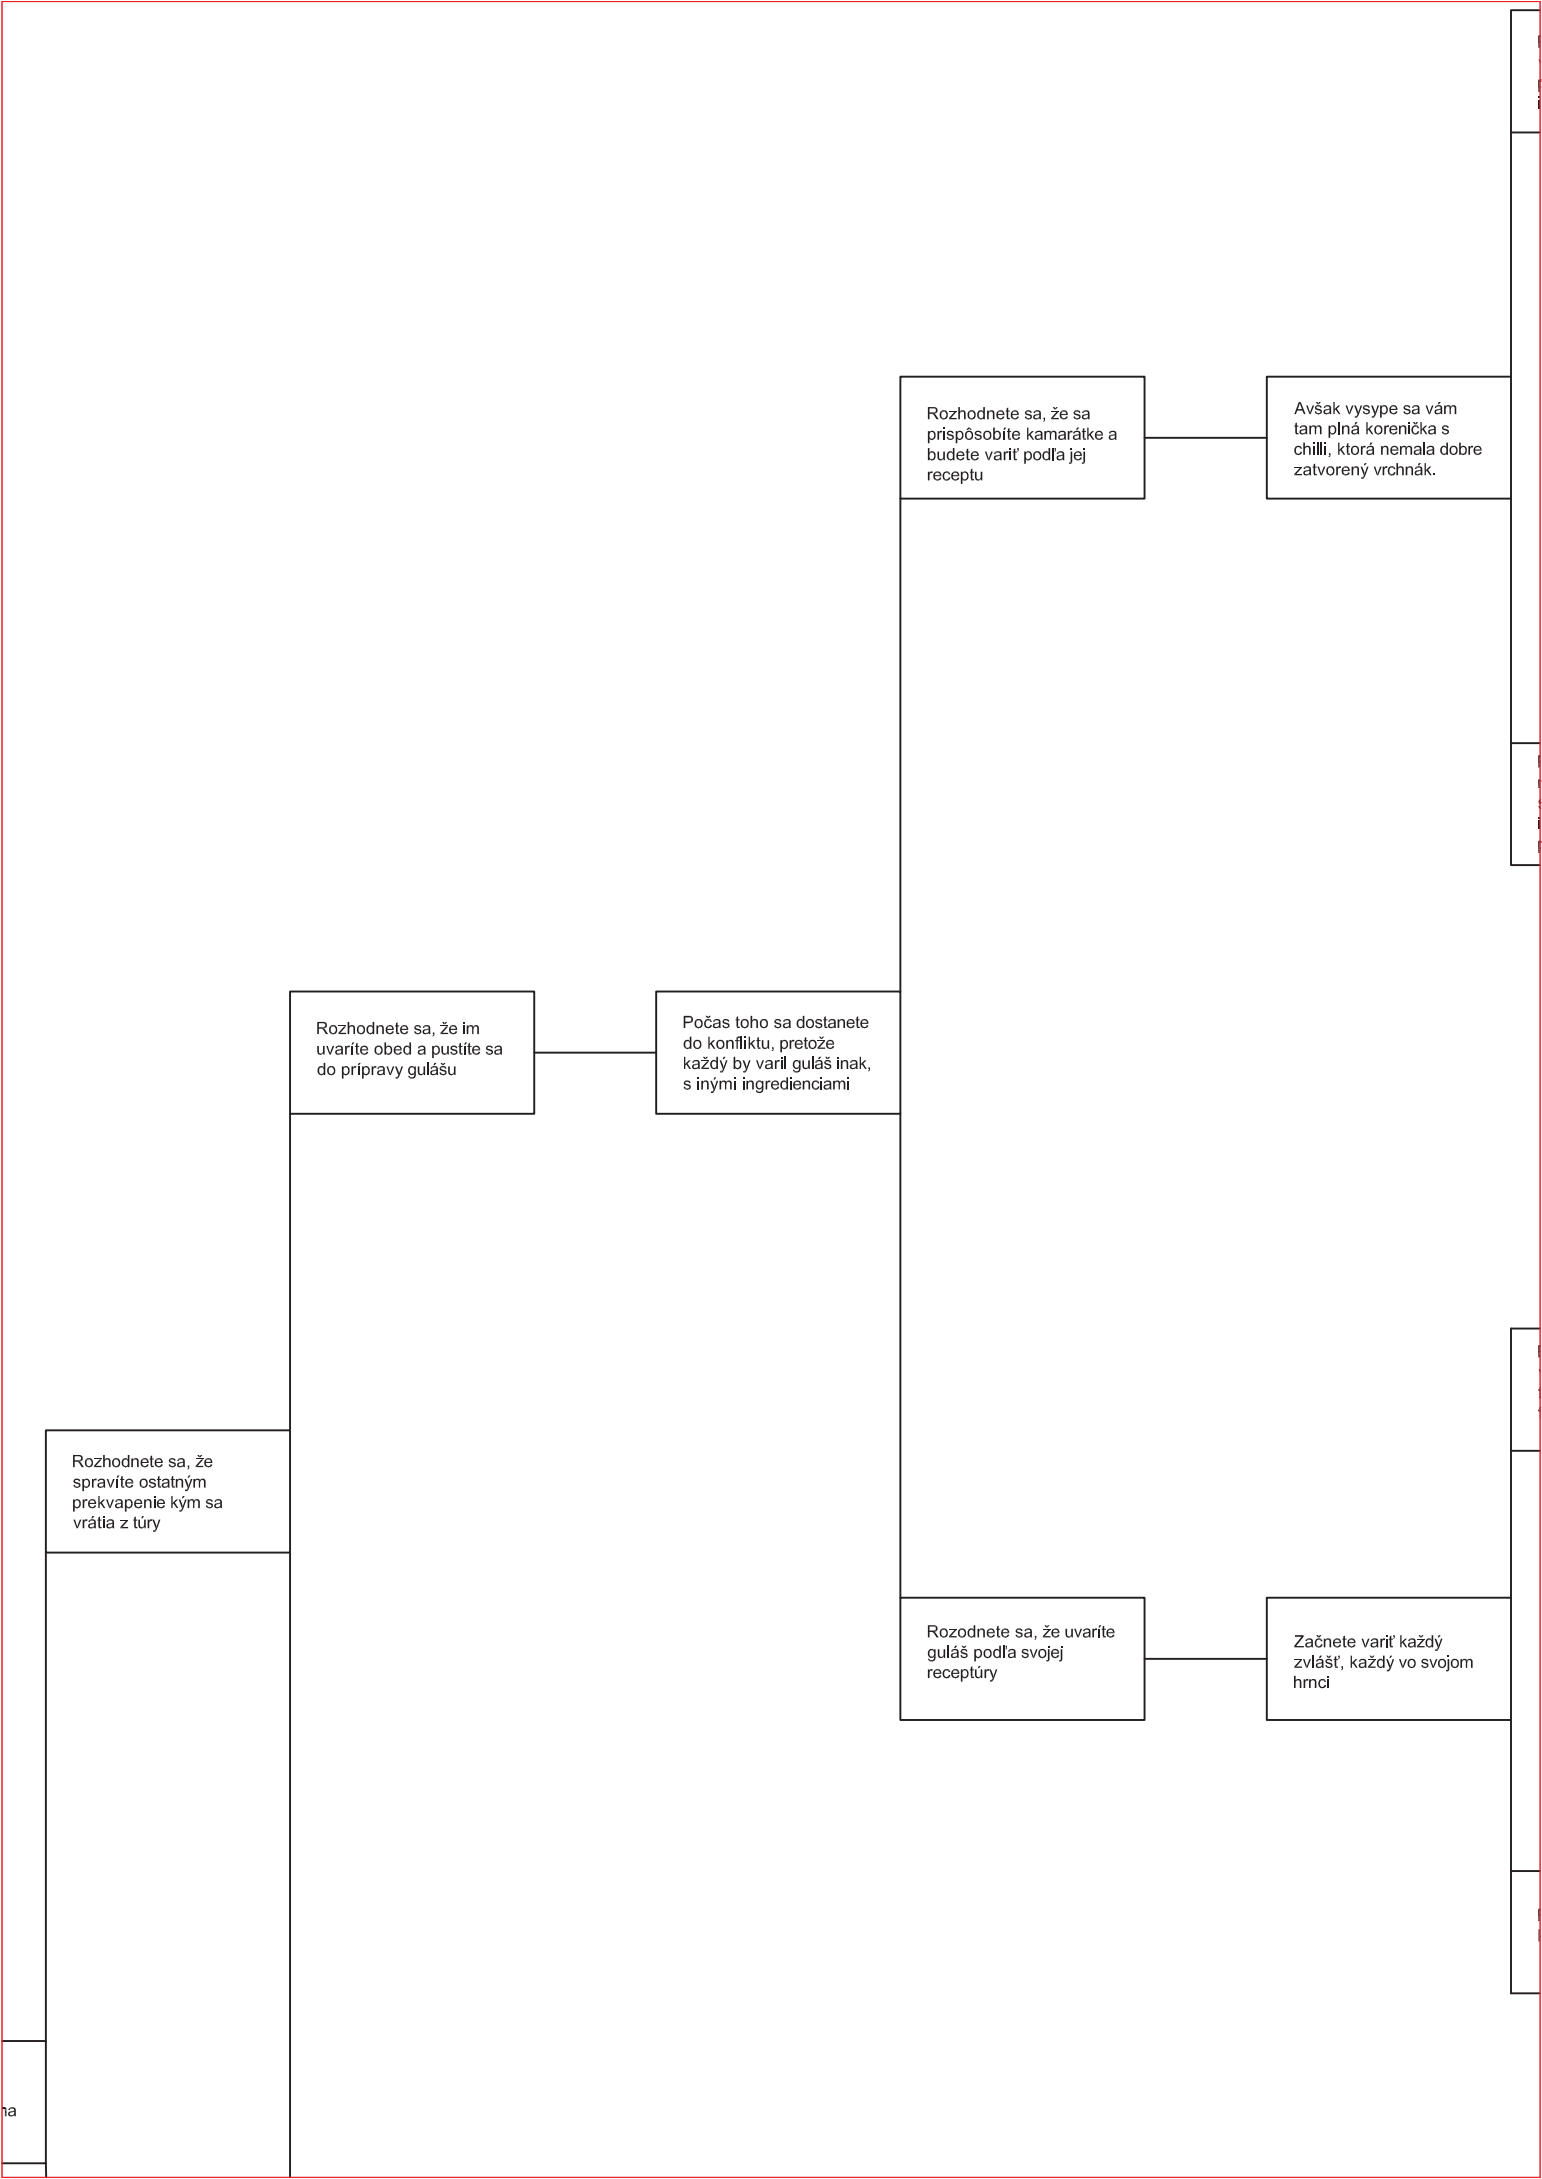 Rozhodnete sa, že sa
prispôsobíte kamarátke a
budete variť podľa jej
receptu
Avšak vysype sa vám
tam plná korenička s
chilli, ktorá nemala dobre
zatvorený vrchnák.
Rozhodnete sa, že im
uvaríte obed a pustíte sa
do prípravy gulášu
Počas toho sa dostanete
do konfliktu, pretože
každý by varil guláš inak,
s inými ingredienciami
Rozhodnete sa, že
spravíte ostatným
prekvapenie kým sa
vrátia z túry
Rozodnete sa, že uvaríte
guláš podľa svojej
receptúry
Začnete variť každý
zvlášť, každý vo svojom
hrnci